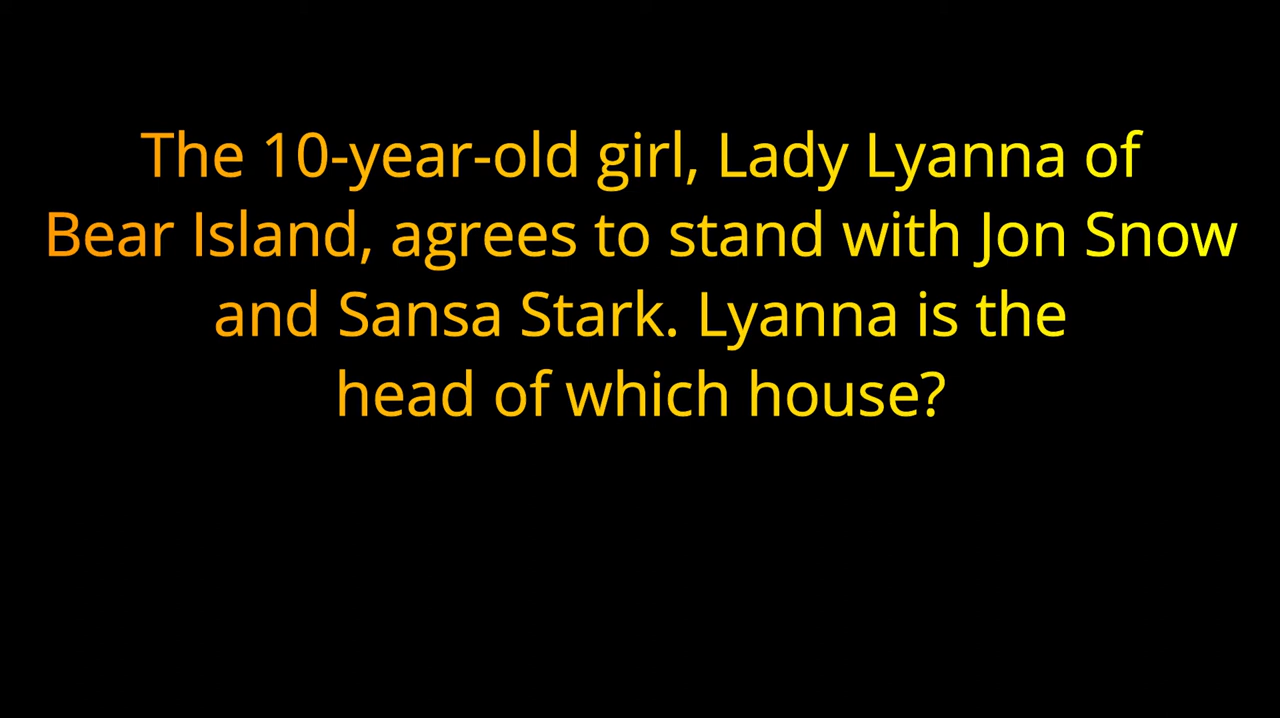 The 10-year-old girl, Lady Lyanna of
Bear Island, agrees to stand with Jon Snow
and Sansa Stark. Lyanna is the
head of which house?